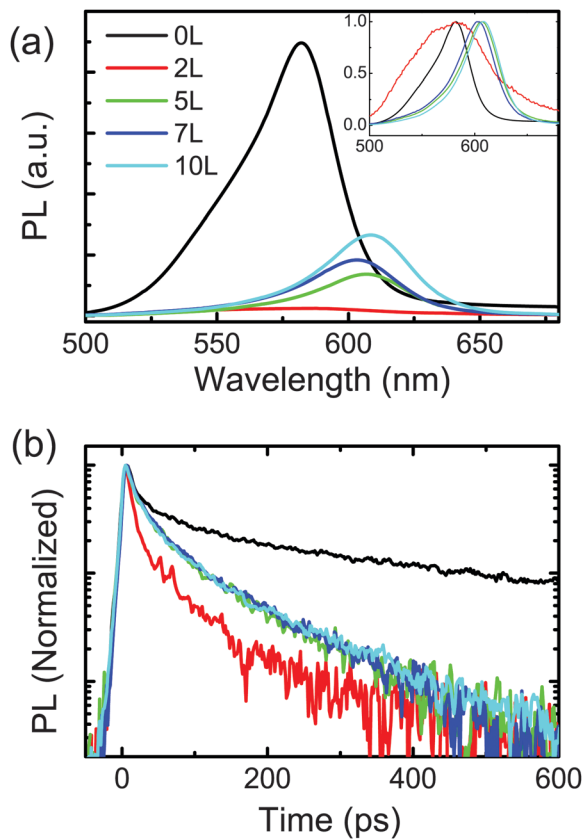 (a)
0L
2L
5L
7L
10L
PL (a.u.)
1.0
0.5
0.0
500
600
500
550
600
650
Wavelength (nm)
(b)
PL (Normalized)
0
200
400
600
Time (ps)